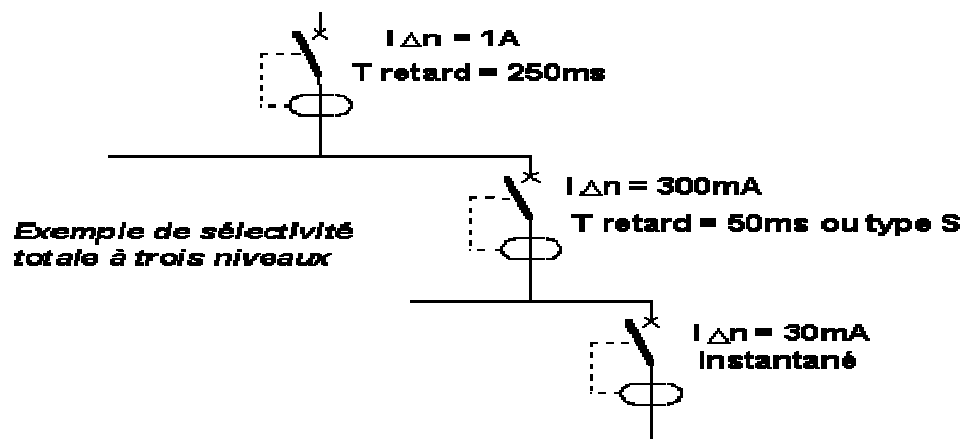 I △n = 1A
T retard = 250ms
I △n = 300mA
T retard = 50ms ou type S
Exemple de sélectivité
totale à trois niveaux
I △n = 30mA
Instantané